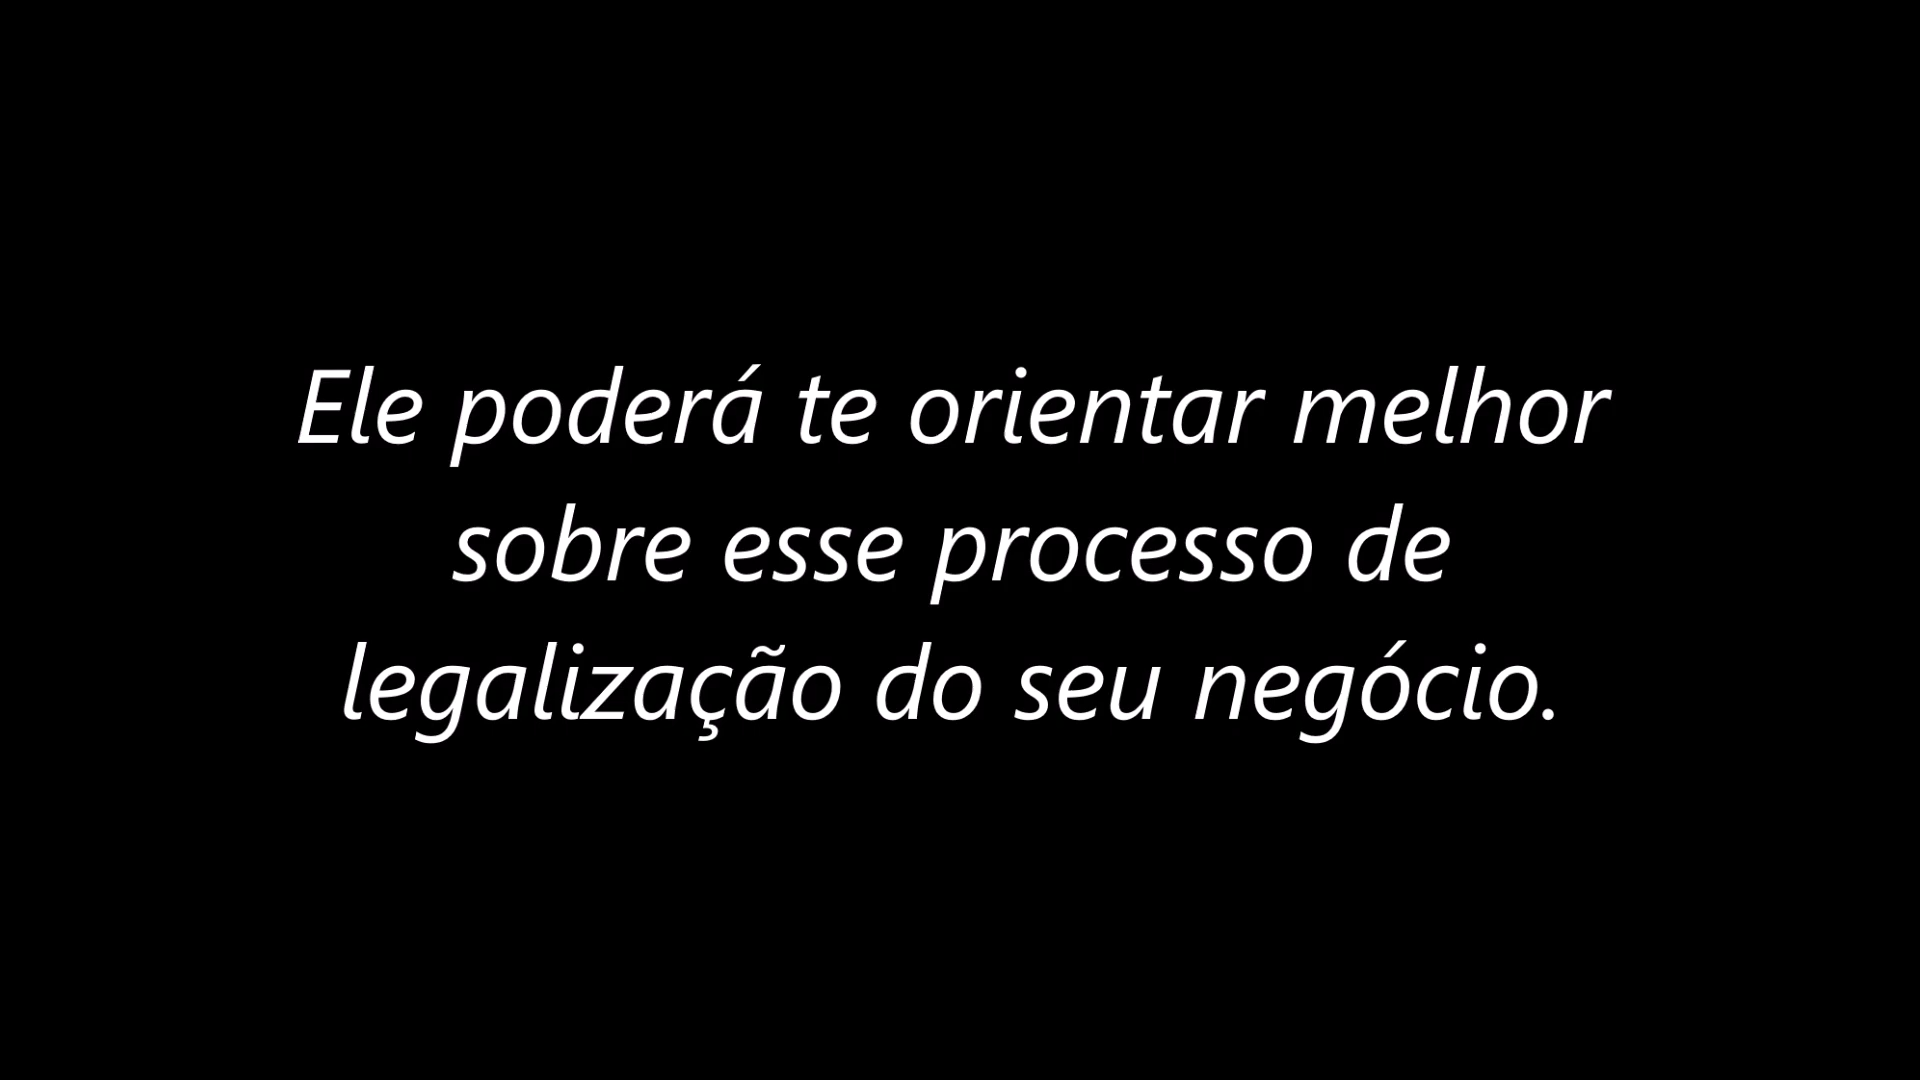 Ele poderá te orientar melhor
sobre esse processo de
legalização do seu negócio.